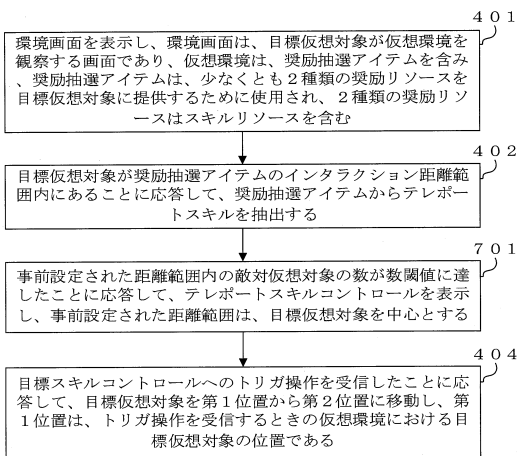 401
環境画面を表示し、環境画面は、目標仮想対象が仮想環境を
観察する画面であり、仮想環境は、奨励抽選アイテムを含み
、奨励抽選アイテムは、少なくとも2種類の奨励リソースを
目標仮想対象に提供するために使用され、2種類の奨励リソ
ースはスキルリソースを含む
402
目標仮想対象が奨励抽選アイテムのインタラクション距離範
囲内にあることに応答して、奨励抽選アイテムからテレポー
トスキルを抽出する
701
事前設定された距離範囲内の敵対仮想対象の数が数閾値に達
したことに応答して、テレポートスキルコントロールを表示
し、事前設定された距離範囲は、目標仮想対象を中心とする
404
目標スキルコントロールへのトリガ操作を受信したことに応
答して、目標仮想対象を第1位置から第2位置に移動し、第
1位置は、トリガ操作を受信するときの仮想環境における目
標仮想対象の位置である